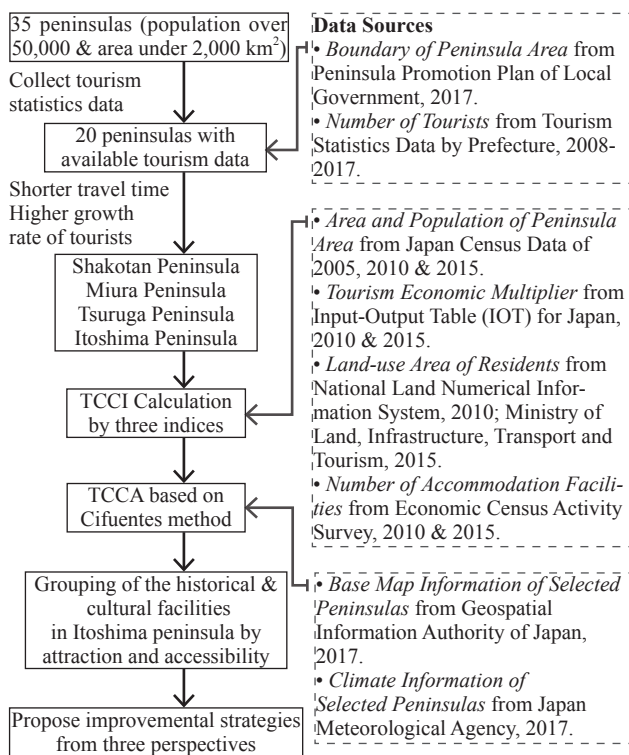 35 peninsulas (population over
50,000 & area under 2,000 km²)
Collect tourism
statistics data
20 peninsulas with
available tourism data
Shorter travel time
Higher growth
rate of tourists
Shakotan Peninsula
Miura Peninsula
Tsuruga Peninsula
Itoshima Peninsula
TCCI Calculation
by three indices
TCCA based on
Cifuentes method
Grouping of the historical &
cultural facilities
in Itoshima peninsula by
attraction and accessibility
Propose improvemental strategies
from three perspectives
Data Sources
• Boundary of Peninsula Area from
Peninsula Promotion Plan of Local
Government, 2017.
• Number of Tourists from Tourism
Statistics Data by Prefecture, 2008-
2017.
• Area and Population of Peninsula
Area from Japan Census Data of
2005, 2010 & 2015.
• Tourism Economic Multiplier from
Input-Output Table (IOT) for Japan,
2010 & 2015.
• Land-use Area of Residents from
National Land Numerical Infor-
mation System, 2010; Ministry of
Land, Infrastructure, Transport and
Tourism, 2015.
• Number of Accommodation Facili-
ties from Economic Census Activity
Survey, 2010 & 2015.
• Base Map Information of Selected
Peninsulas from Geospatial
Information Authority of Japan,
2017.
• Climate Information of
Selected Peninsulas from Japan
Meteorological Agency, 2017.